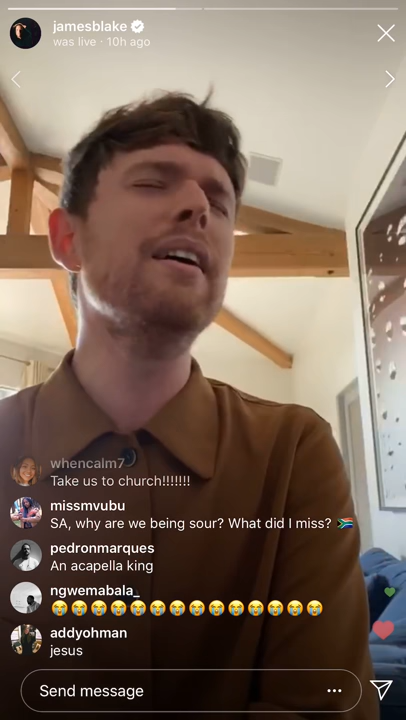 jamesblake
was live · 10h ago
whencalm7
Take us to church!!!!!!!
missmvubu
SA, why are we being sour? What did I miss? 🇿🇦
pedronmarques
An acapella king
ngwemabala_
😭😭😭😭😭😭😭😭😭😭😭😭😭😭
addyohman
jesus
Send message